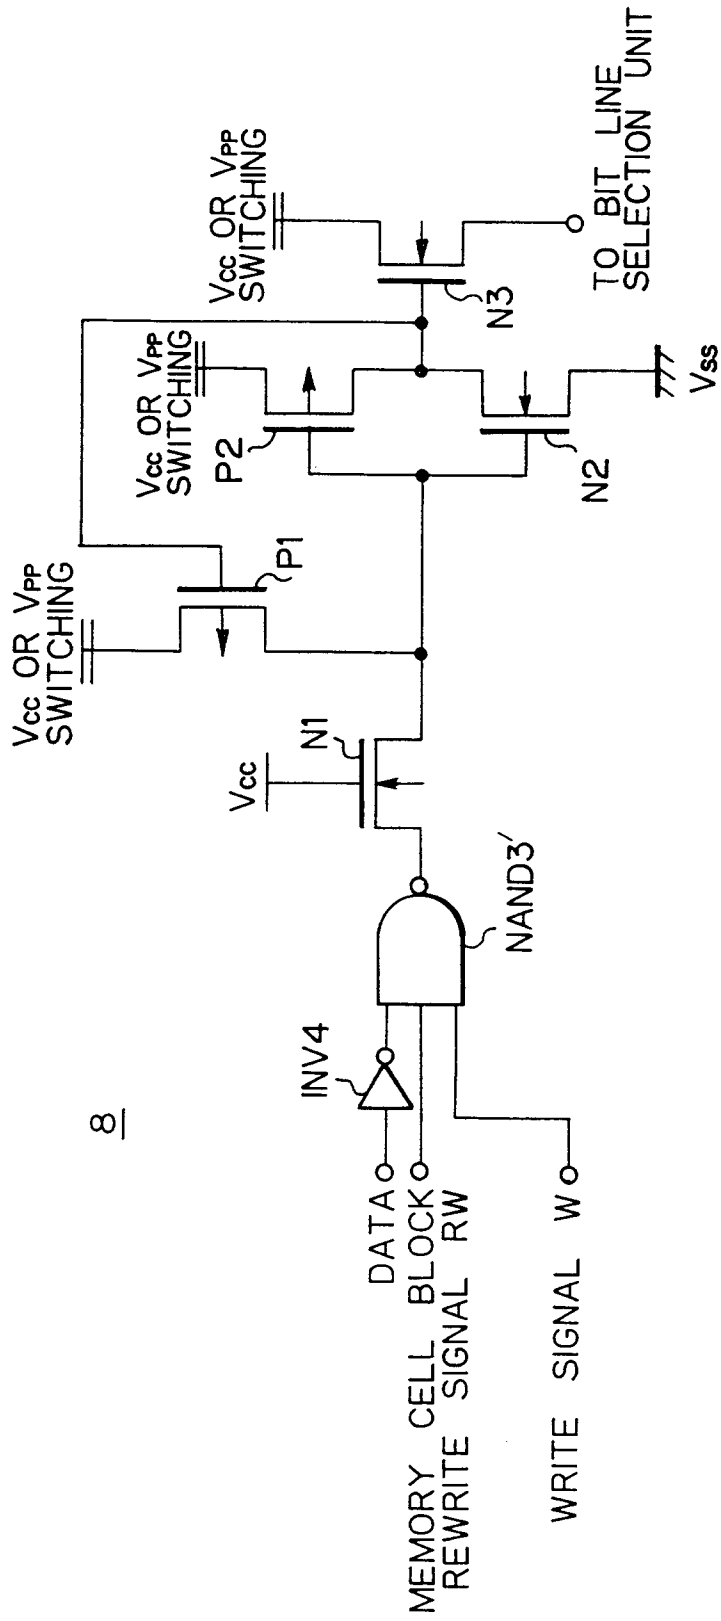 8
Vcc OR VPP
SWITCHING
Vcc OR VPP
SWITCHING
Vcc OR VPP
SWITCHING
Vcc
N1
P1
P2
N2
N3
Vss
TO BIT LINE
SELECTION UNIT
INV4
NAND3'
DATA
MEMORY CELL BLOCK
REWRITE SIGNAL RW
WRITE SIGNAL W